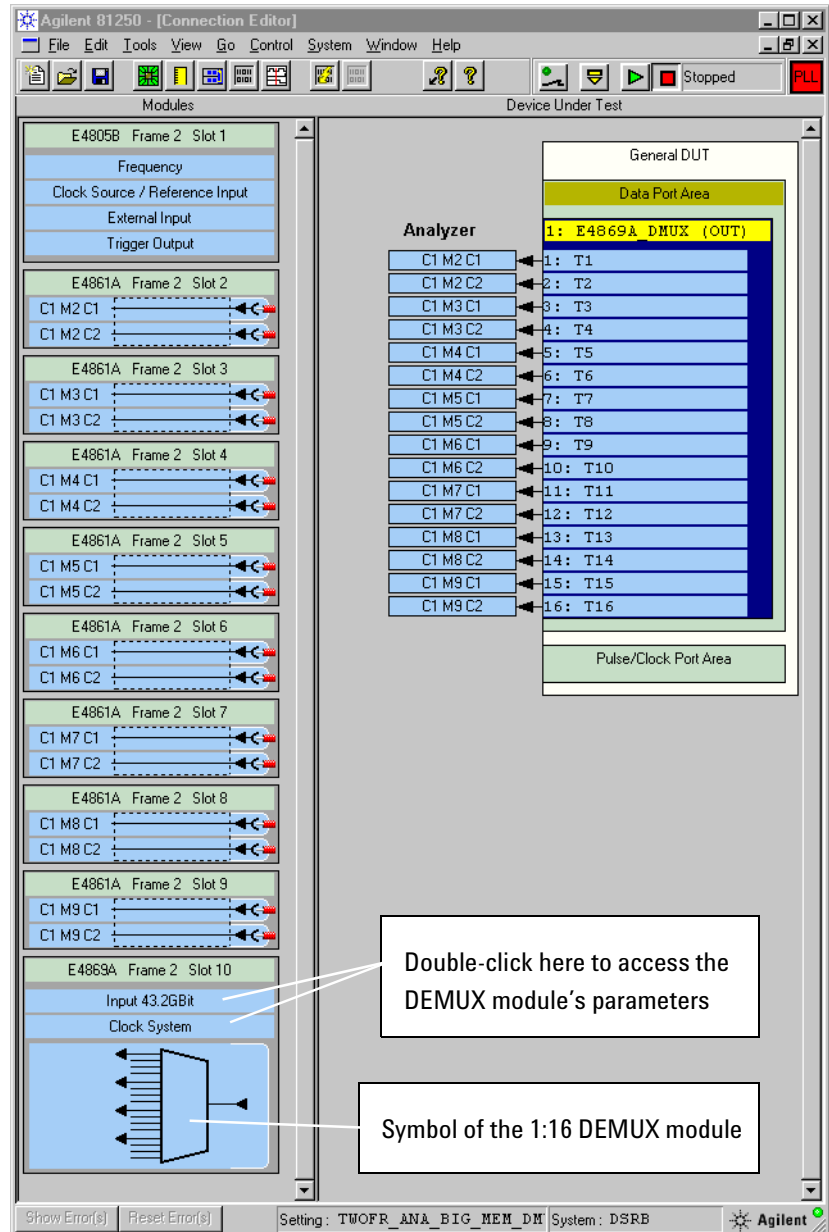 Agilent 81250 - [Connection Editor]
File Edit Tools View Go Control System Window Help
Stopped
PLL
Modules
Device Under Test
E4805B Frame 2 Slot 1
Frequency
Clock Source / Reference Input
External Input
Trigger Output
E4861A Frame 2 Slot 2
C1 M2 C1
C1 M2 C2
E4861A Frame 2 Slot 3
C1 M3 C1
C1 M3 C2
E4861A Frame 2 Slot 4
C1 M4 C1
C1 M4 C2
E4861A Frame 2 Slot 5
C1 M5 C1
C1 M5 C2
E4861A Frame 2 Slot 6
C1 M6 C1
C1 M6 C2
E4861A Frame 2 Slot 7
C1 M7 C1
C1 M7 C2
E4861A Frame 2 Slot 8
C1 M8 C1
C1 M8 C2
E4861A Frame 2 Slot 9
C1 M9 C1
C1 M9 C2
E4869A Frame 2 Slot 10
Input 43.2GBit
Clock System
General DUT
Data Port Area
Analyzer
1: E4869A_DMUX (OUT)
C1 M2 C1 1: T1
C1 M2 C2 2: T2
C1 M3 C1 3: T3
C1 M3 C2 4: T4
C1 M4 C1 5: T5
C1 M4 C2 6: T6
C1 M5 C1 7: T7
C1 M5 C2 8: T8
C1 M6 C1 9: T9
C1 M6 C2 10: T10
C1 M7 C1 11: T11
C1 M7 C2 12: T12
C1 M8 C1 13: T13
C1 M8 C2 14: T14
C1 M9 C1 15: T15
C1 M9 C2 16: T16
Pulse/Clock Port Area
Double-click here to access the
DEMUX module's parameters
Symbol of the 1:16 DEMUX module
Show Error(s) Reset Error(s) Setting: TWOFR_ANA_BIG_MEM_DM System: DSRB Agilent